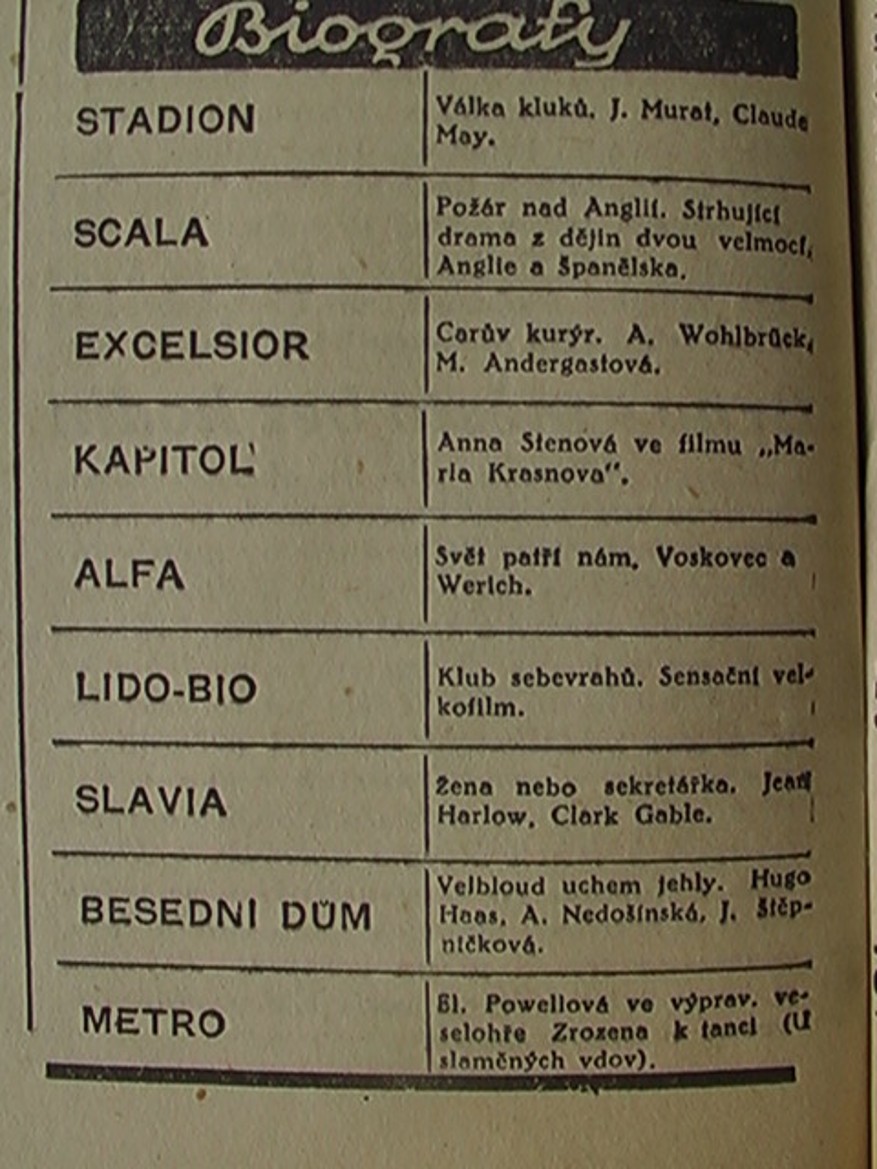 Biografy
STADION
Válka kluků. J. Murat, Claude
May.
SCALA
Požár nad Anglií. Strhující
drama z dějin dvou velmocí,
Anglie a Španělska.
EXCELSIOR
Carův kurýr. A. Wohlbrück,
M. Andergastová.
KAPITOL
Anna Stenová ve filmu „Ma-
ria Krasnova“.
ALFA
Svět patří nám. Voskovec a
Werich.
LIDO-BIO
Klub sebevrahů. Sensační vel-
kofilm.
SLAVIA
Žena nebo sekretářka. Jean
Harlow, Clark Gable.
BESEDNÍ DŮM
Velbloud uchem jehly. Hugo
Haas, A. Nedošínská, J. Štěp-
ničková.
METRO
El. Powellová ve výprav. ve-
selohře Zrozena k tanci (U
slaměných vdov).